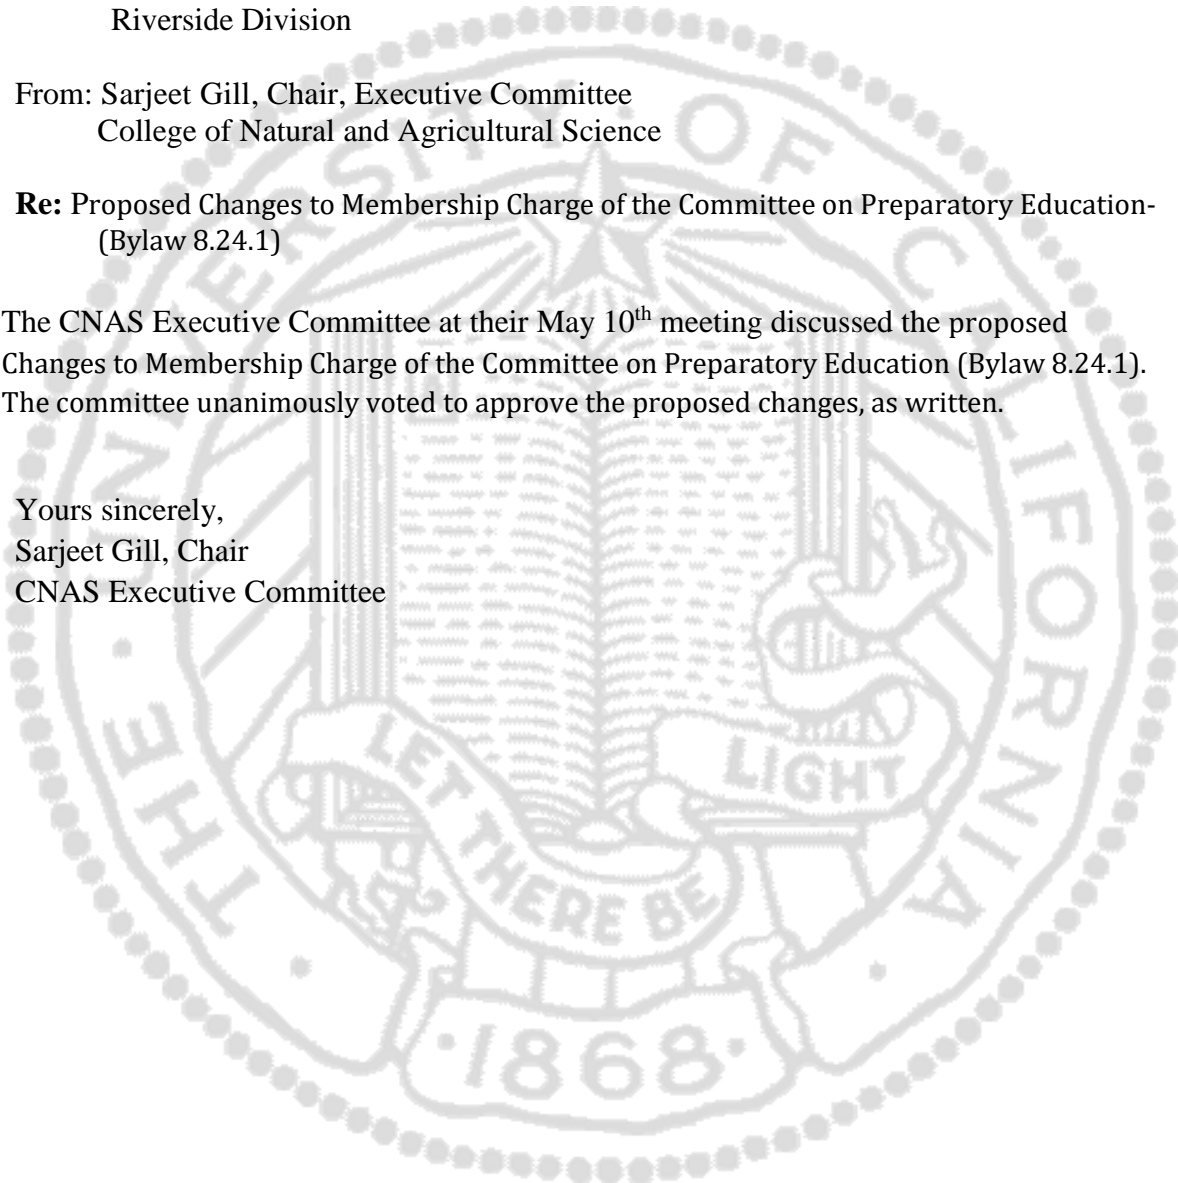 Riverside Division
From: Sarjeet Gill, Chair, Executive Committee
College of Natural and Agricultural Science
Re: Proposed Changes to Membership Charge of the Committee on Preparatory Education-
(Bylaw 8.24.1)
The CNAS Executive Committee at their May 10th meeting discussed the proposed
Changes to Membership Charge of the Committee on Preparatory Education (Bylaw 8.24.1).
The committee unanimously voted to approve the proposed changes, as written.
Yours sincerely,
Sarjeet Gill, Chair
CNAS Executive Committee
THE · UNIVERSITY · OF CALIFORNIA ·
LET THERE BE LIGHT
·1868·